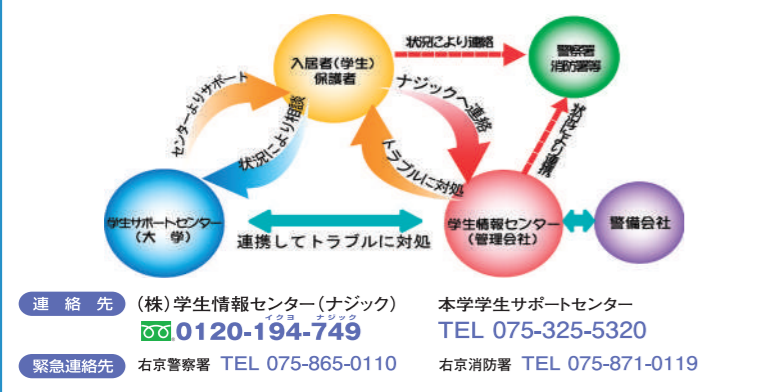 状況により連絡
入居者(学生)
保護者
警察署
消防署等
センターよりサポート
状況により相談
ナジックへ連絡
トラブルに対処
状況により連携
学生サポートセンター
(大 学)
連携してトラブルに対処
学生情報センター
(管理会社)
警備会社
連 絡 先
(株)学生情報センター(ナジック)
イクヨ ナジック
0120-194-749
本学学生サポートセンター
TEL 075-325-5320
緊急連絡先
右京警察署 TEL 075-865-0110
右京消防署 TEL 075-871-0119